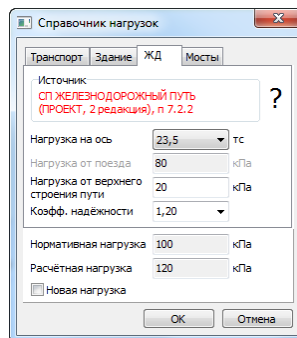 Справочник нагрузок
Транспорт Здание ЖД Мосты
Источник
СП ЖЕЛЕЗНОДОРОЖНЫЙ ПУТЬ
(ПРОЕКТ, 2 редакция), п 7.2.2
?
Нагрузка на ось 23,5 тс
Нагрузка от поезда 80 кПа
Нагрузка от верхнего
строения пути 20 кПа
Коэфф. надёжности 1,20
Нормативная нагрузка 100 кПа
Расчётная нагрузка 120 кПа
Новая нагрузка
ОК Отмена